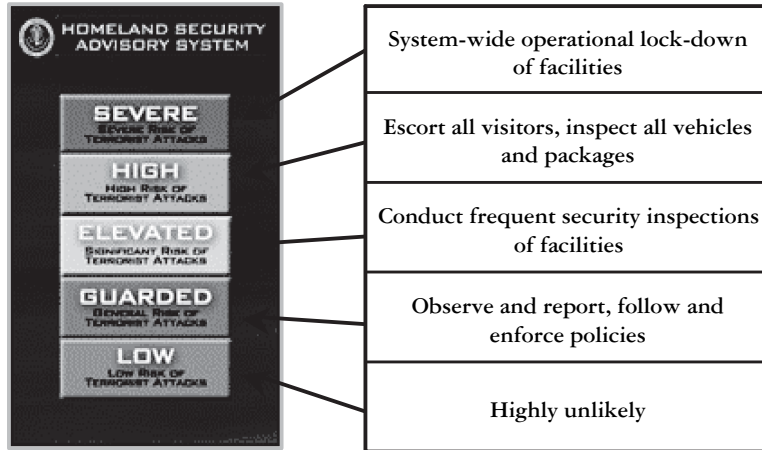 HOMELAND SECURITY
ADVISORY SYSTEM
SEVERE
SEVERE RISK OF
TERRORIST ATTACKS
HIGH
HIGH RISK OF
TERRORIST ATTACKS
ELEVATED
SIGNIFICANT RISK OF
TERRORIST ATTACKS
GUARDED
GENERAL RISK OF
TERRORIST ATTACKS
LOW
LOW RISK OF
TERRORIST ATTACKS
System-wide operational lock-down
of facilities
Escort all visitors, inspect all vehicles
and packages
Conduct frequent security inspections
of facilities
Observe and report, follow and
enforce policies
Highly unlikely